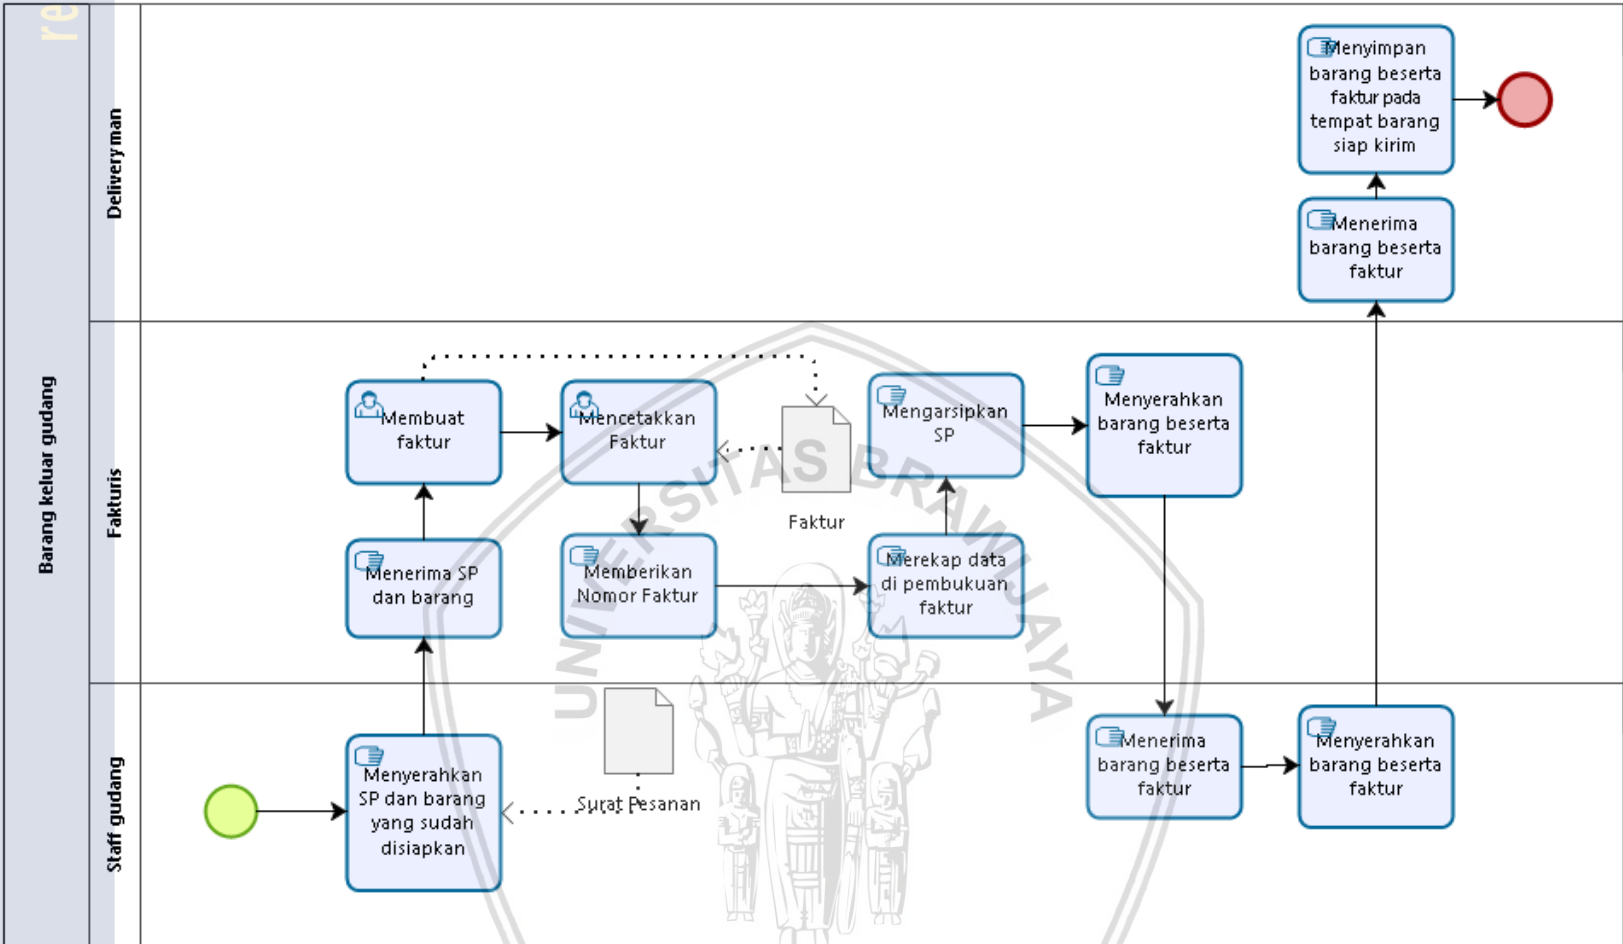 re
Barang keluar gudang
Deliveryman
Menyimpan
barang beserta
faktur pada
tempat barang
siap kirim
Menerima
barang beserta
faktur
Fakturis
Membuat
faktur
Mencetakkan
Faktur
Faktur
Mengarsipkan
SP
Menyerahkan
barang beserta
faktur
Menerima SP
dan barang
Memberikan
Nomor Faktur
Merekap data
di pembukuan
faktur
UNIVERSITAS BRAWIJAYA
Staff gudang
Menyerahkan
SP dan barang
yang sudah
disiapkan
Surat Pesanan
Menerima
barang beserta
faktur
Menyerahkan
barang beserta
faktur